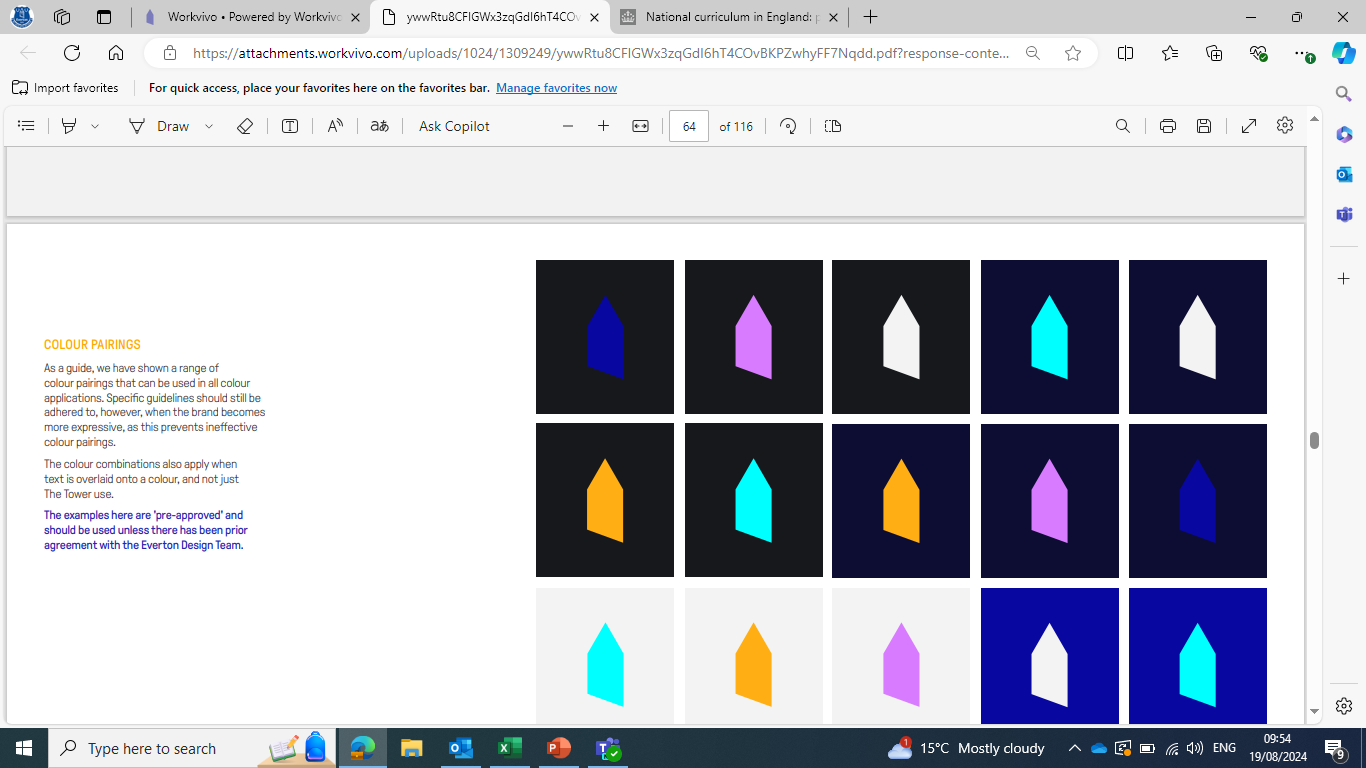 Workvivo • Powered by Workvivo
ywwRtu8CFIGWx3zqGdI6hT4COv
National curriculum in England: p
https://attachments.workvivo.com/uploads/1024/1309249/ywwRtu8CFIGWx3zqGdI6hT4COvBKPZwhyFF7Nqdd.pdf?response-conte...
Import favorites
For quick access, place your favorites here on the favorites bar. Manage favorites now
Draw
Ask Copilot
64 of 116
COLOUR PAIRINGS
As a guide, we have shown a range of
colour pairings that can be used in all colour
applications. Specific guidelines should still be
adhered to, however, when the brand becomes
more expressive, as this prevents ineffective
colour pairings.
The colour combinations also apply when
text is overlaid onto a colour, and not just
The Tower use.
The examples here are 'pre-approved' and
should be used unless there has been prior
agreement with the Everton Design Team.
Type here to search
1
15°C Mostly cloudy
ENG
09:54
19/08/2024
9